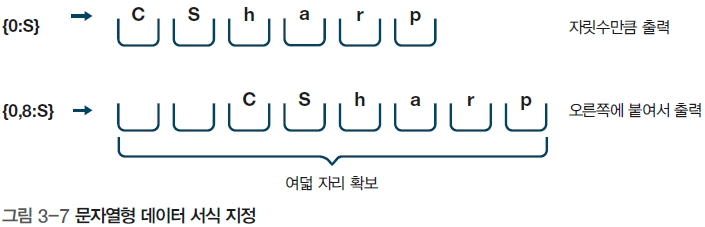 {0:S} C S h a r p 자릿수만큼 출력
{0,8:S} C S h a r p 오른쪽에 붙여서 출력
여덟 자리 확보
그림 3-7 문자열형 데이터 서식 지정